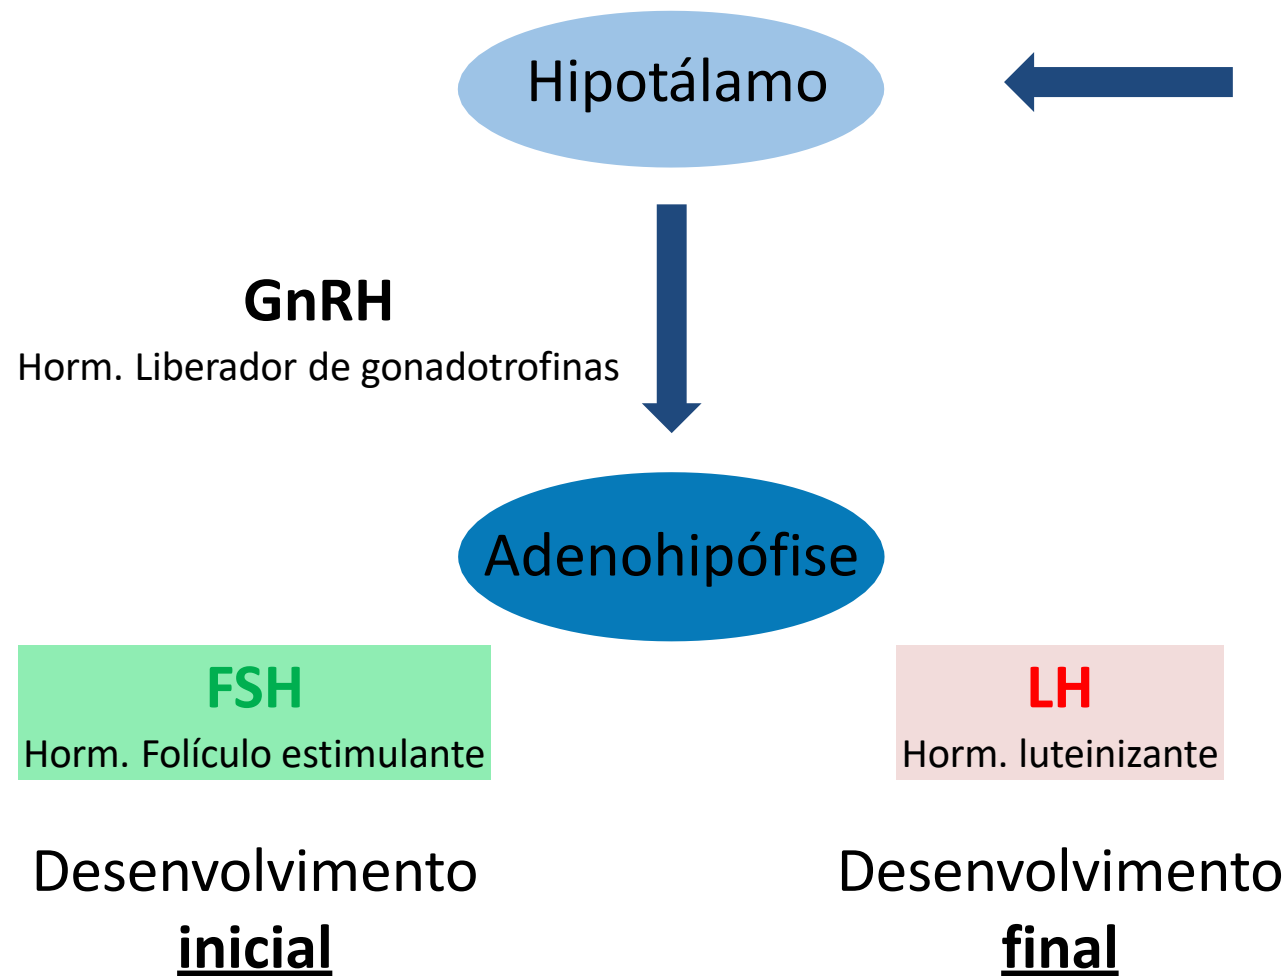 Hipotálamo
GnRH
Horm. Liberador de gonadotrofinas
Adenohipófise
FSH
Horm. Folículo estimulante
LH
Horm. luteinizante
Desenvolvimento
inicial
Desenvolvimento
final